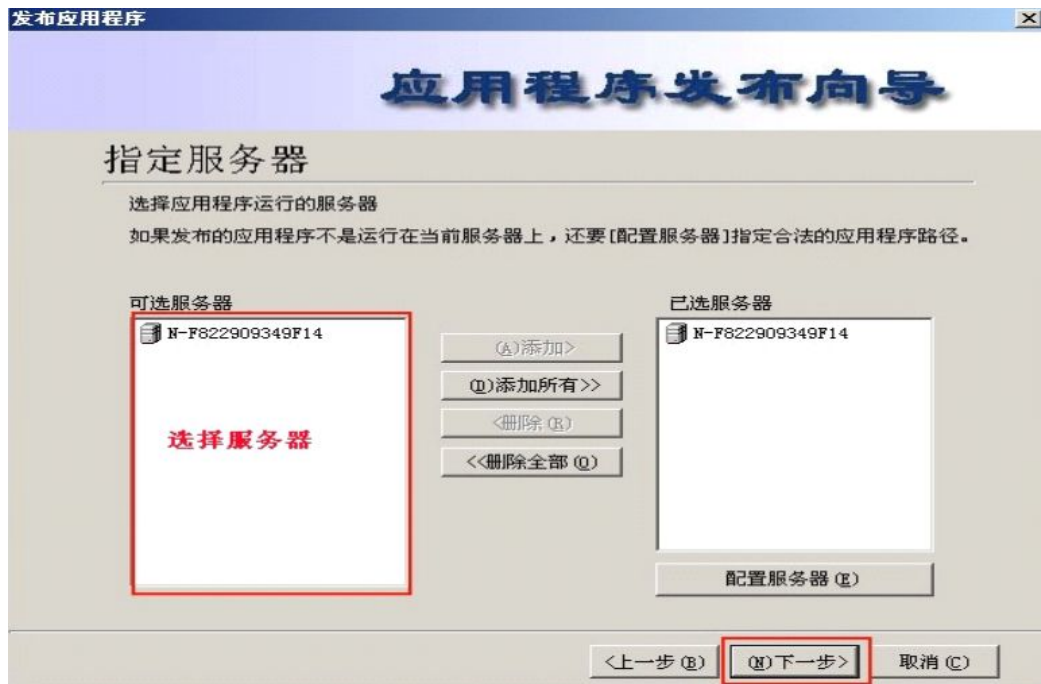 发布应用程序
应用程序发布向导
指定服务器
选择应用程序运行的服务器
如果发布的应用程序不是运行在当前服务器上，还要[配置服务器]指定合法的应用程序路径。
可选服务器
N-F822909349F14
选择服务器
(A)添加>
(D)添加所有>>
<删除(R)
<<删除全部(O)
已选服务器
N-F822909349F14
配置服务器(E)
<上一步(B)
(N)下一步>
取消(C)